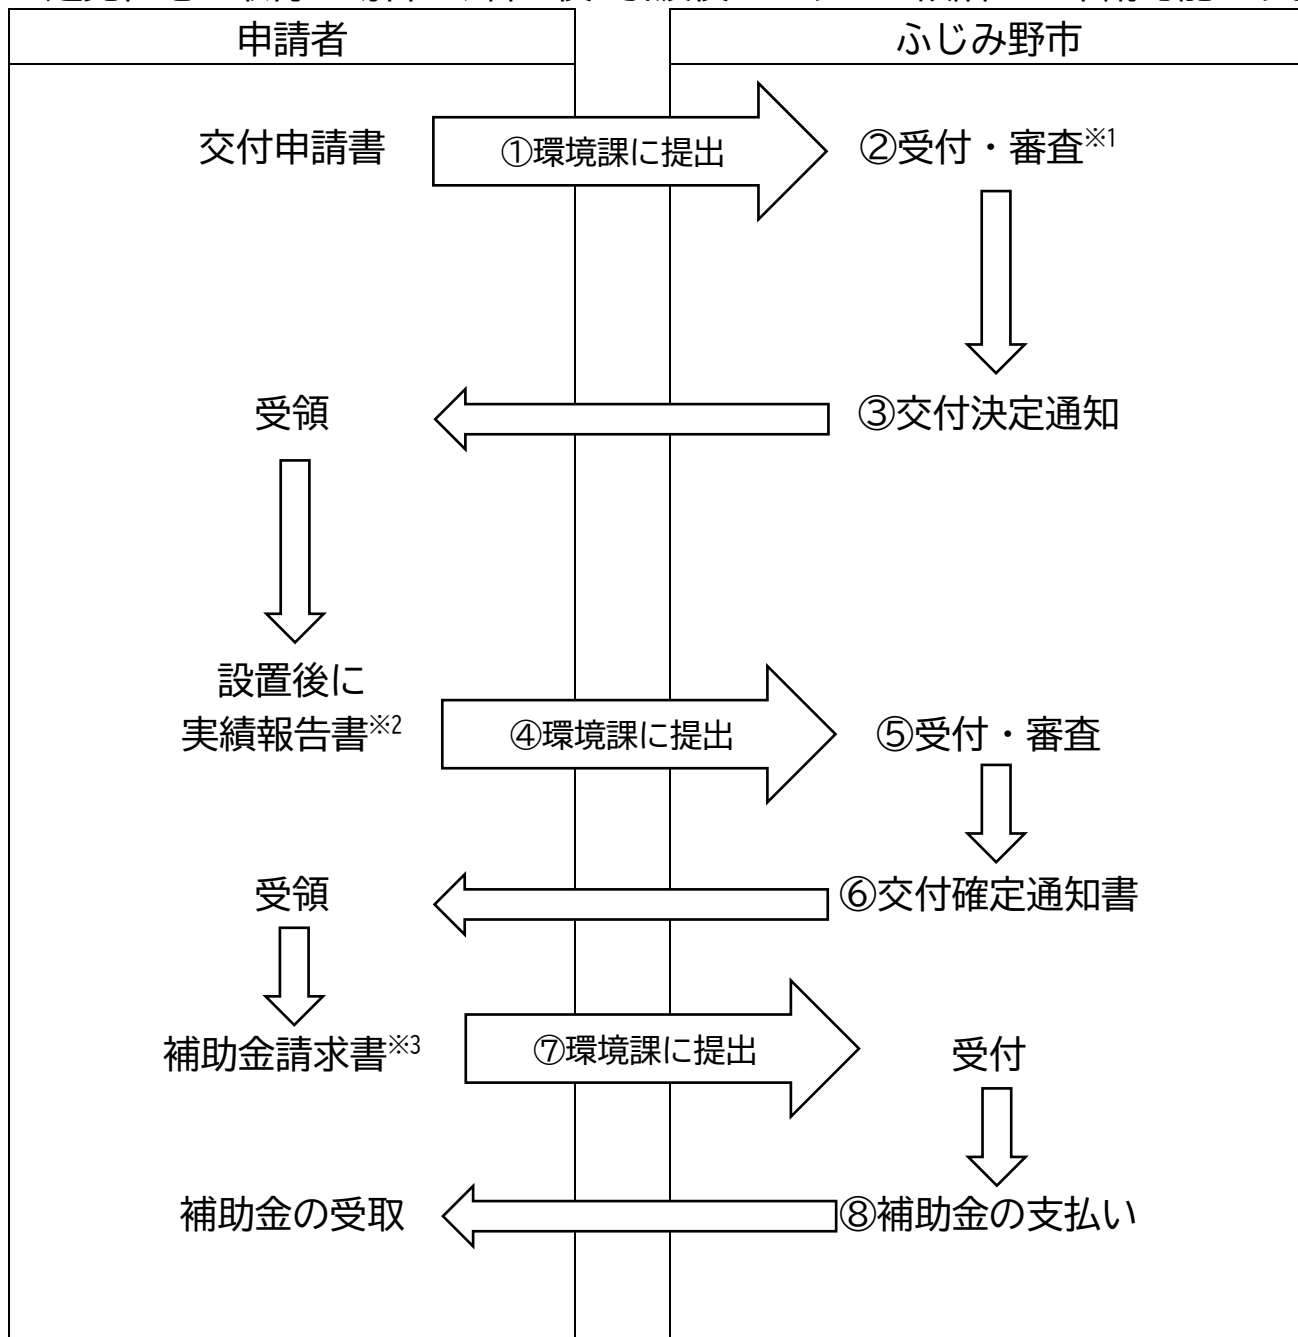 申請者
ふじみ野市
交付申請書
①環境課に提出
②受付・審査※1
受領
③交付決定通知
設置後に
実績報告書※2
④環境課に提出
⑤受付・審査
受領
⑥交付確定通知書
補助金請求書※3
⑦環境課に提出
受付
補助金の受取
⑧補助金の支払い